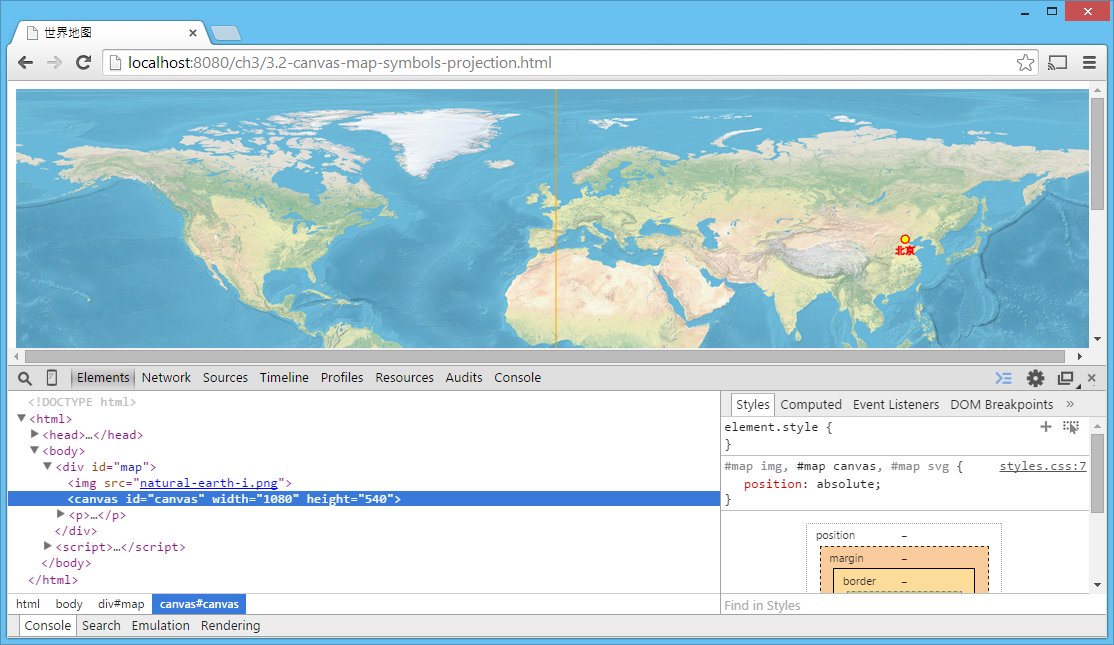 世界地图
localhost:8080/ch3/3.2-canvas-map-symbols-projection.html
北京
Elements Network Sources Timeline Profiles Resources Audits Console
<!DOCTYPE html>
<html>
<head>…</head>
<body>
<div id="map">
<img src="natural-earth-i.png">
<canvas id="canvas" width="1080" height="540">
<p>…</p>
</div>
<script>…</script>
</body>
</html>
html body div#map canvas#canvas
Styles Computed Event Listeners DOM Breakpoints »
element.style {
}
#map img, #map canvas, #map svg { styles.css:7
position: absolute;
}
position –
margin –
border –
Find in Styles
Console Search Emulation Rendering